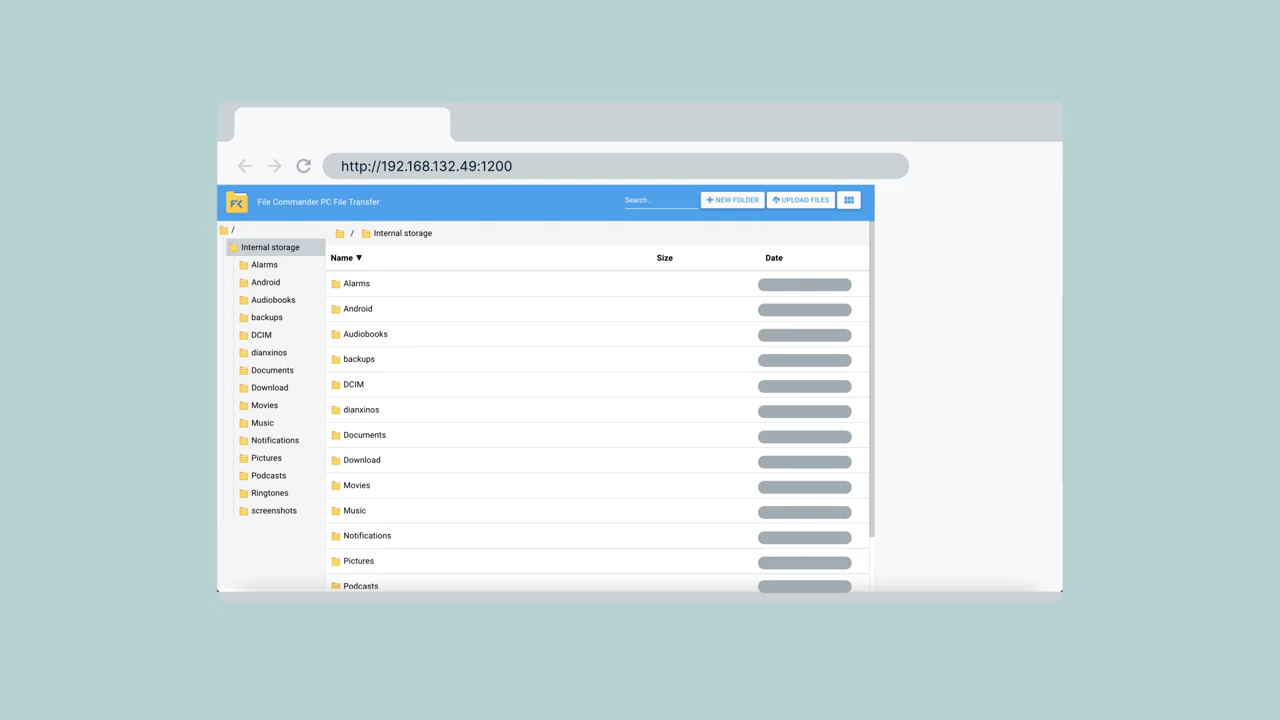 http://192.168.132.49:1200
FC
File Commander PC File Transfer
Search...
+ NEW FOLDER
UPLOAD FILES
/
Internal storage
Alarms
Android
Audiobooks
backups
DCIM
dianxinos
Documents
Download
Movies
Music
Notifications
Pictures
Podcasts
Ringtones
screenshots
/ Internal storage
Name ▼ Size Date
Alarms
Android
Audiobooks
backups
DCIM
dianxinos
Documents
Download
Movies
Music
Notifications
Pictures
Podcasts